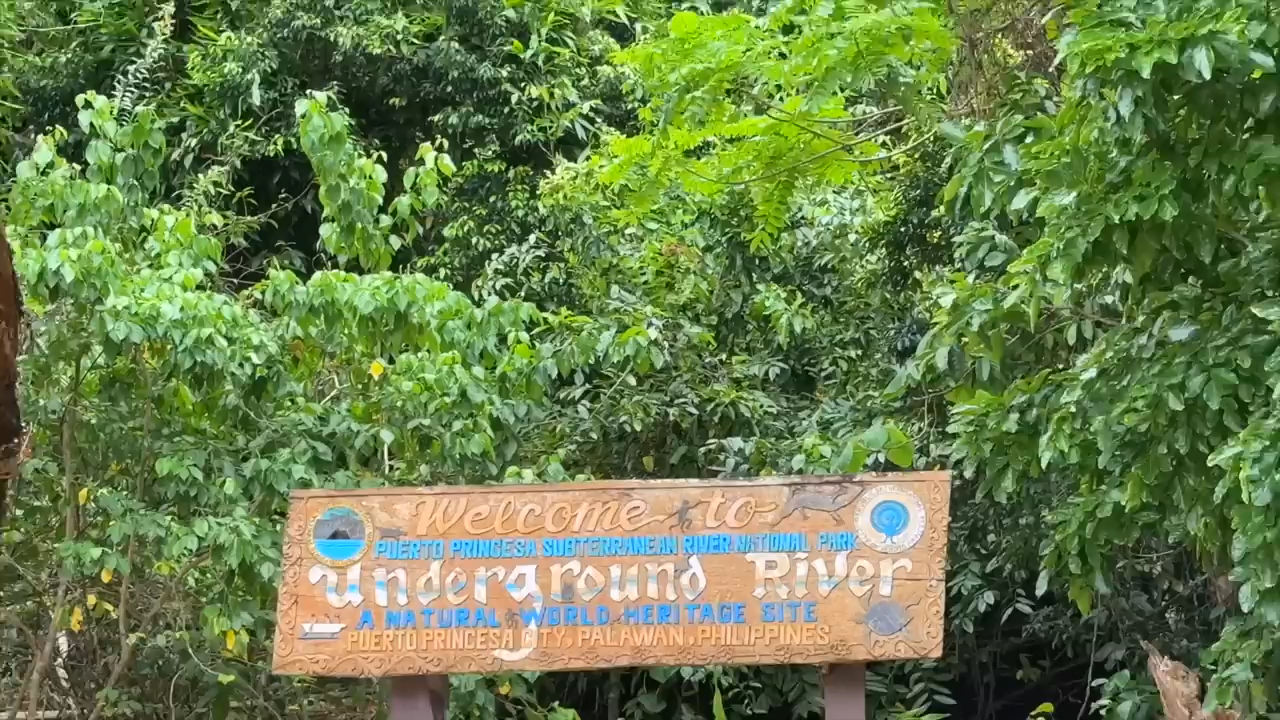 Welcome to
PUERTO PRINCESA SUBTERRANEAN RIVER NATIONAL PARK
Underground River
A NATURAL WORLD HERITAGE SITE
PUERTO PRINCESA CITY, PALAWAN, PHILIPPINES